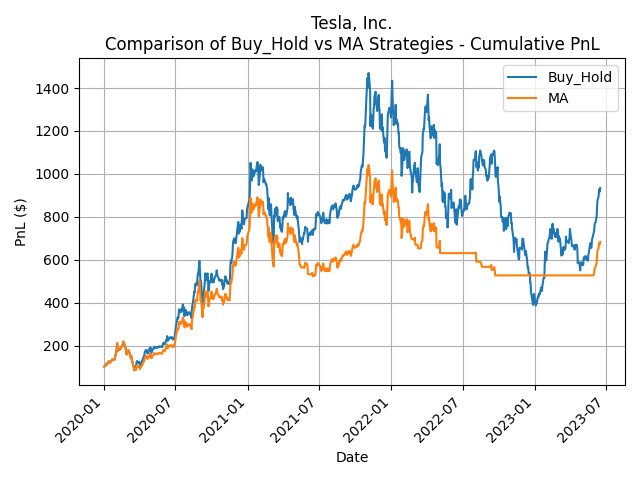 Tesla, Inc.
Comparison of Buy_Hold vs MA Strategies - Cumulative PnL
Buy_Hold
MA
PnL ($)
1400
1200
1000
800
600
400
200
2020-01
2020-07
2021-01
2021-07
2022-01
2022-07
2023-01
2023-07
Date